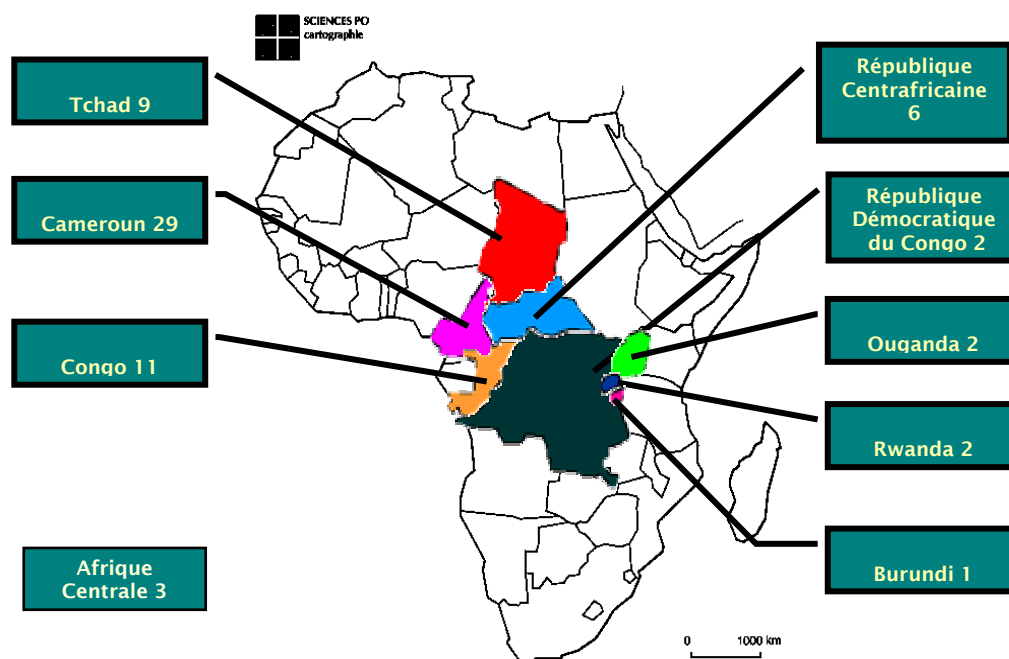 SCIENCES PO
cartographie
Tchad 9
Cameroun 29
Congo 11
Afrique
Centrale 3
République
Centrafricaine
6
République
Démocratique
du Congo 2
Ouganda 2
Rwanda 2
Burundi 1
0 1000 km